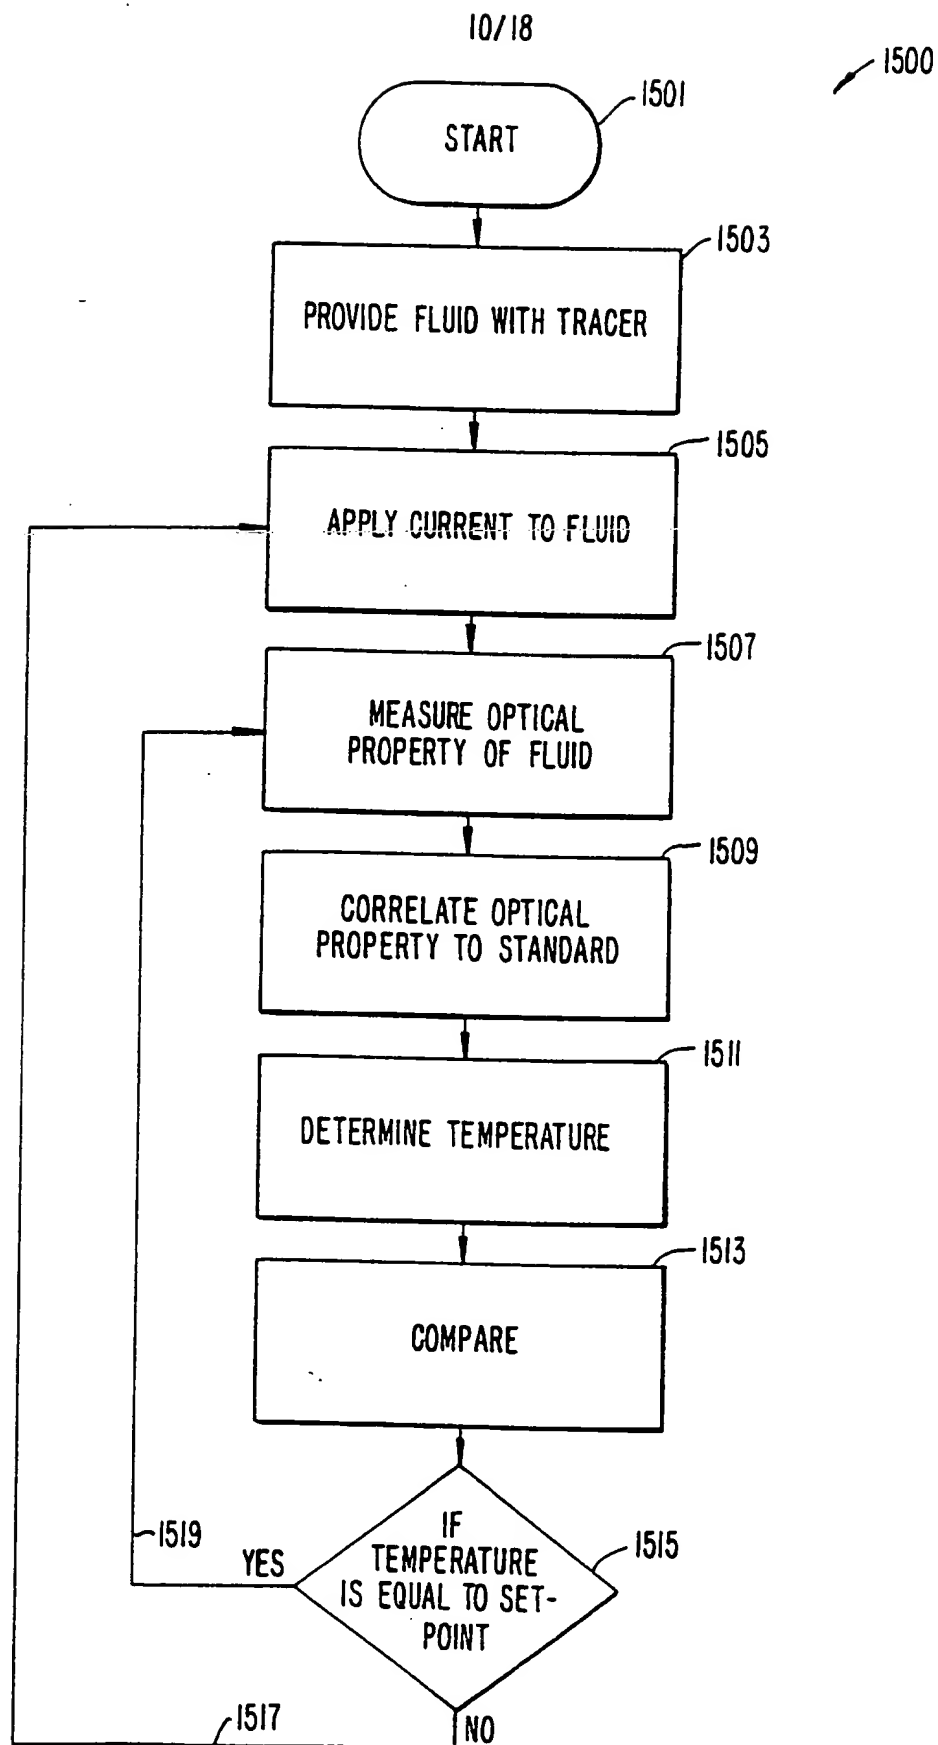 10/18
1500
1501
START
1503
PROVIDE FLUID WITH TRACER
1505
APPLY CURRENT TO FLUID
1507
MEASURE OPTICAL
PROPERTY OF FLUID
1509
CORRELATE OPTICAL
PROPERTY TO STANDARD
1511
DETERMINE TEMPERATURE
1513
COMPARE
1515
IF
TEMPERATURE
IS EQUAL TO SET-
POINT
1519
YES
1517
NO